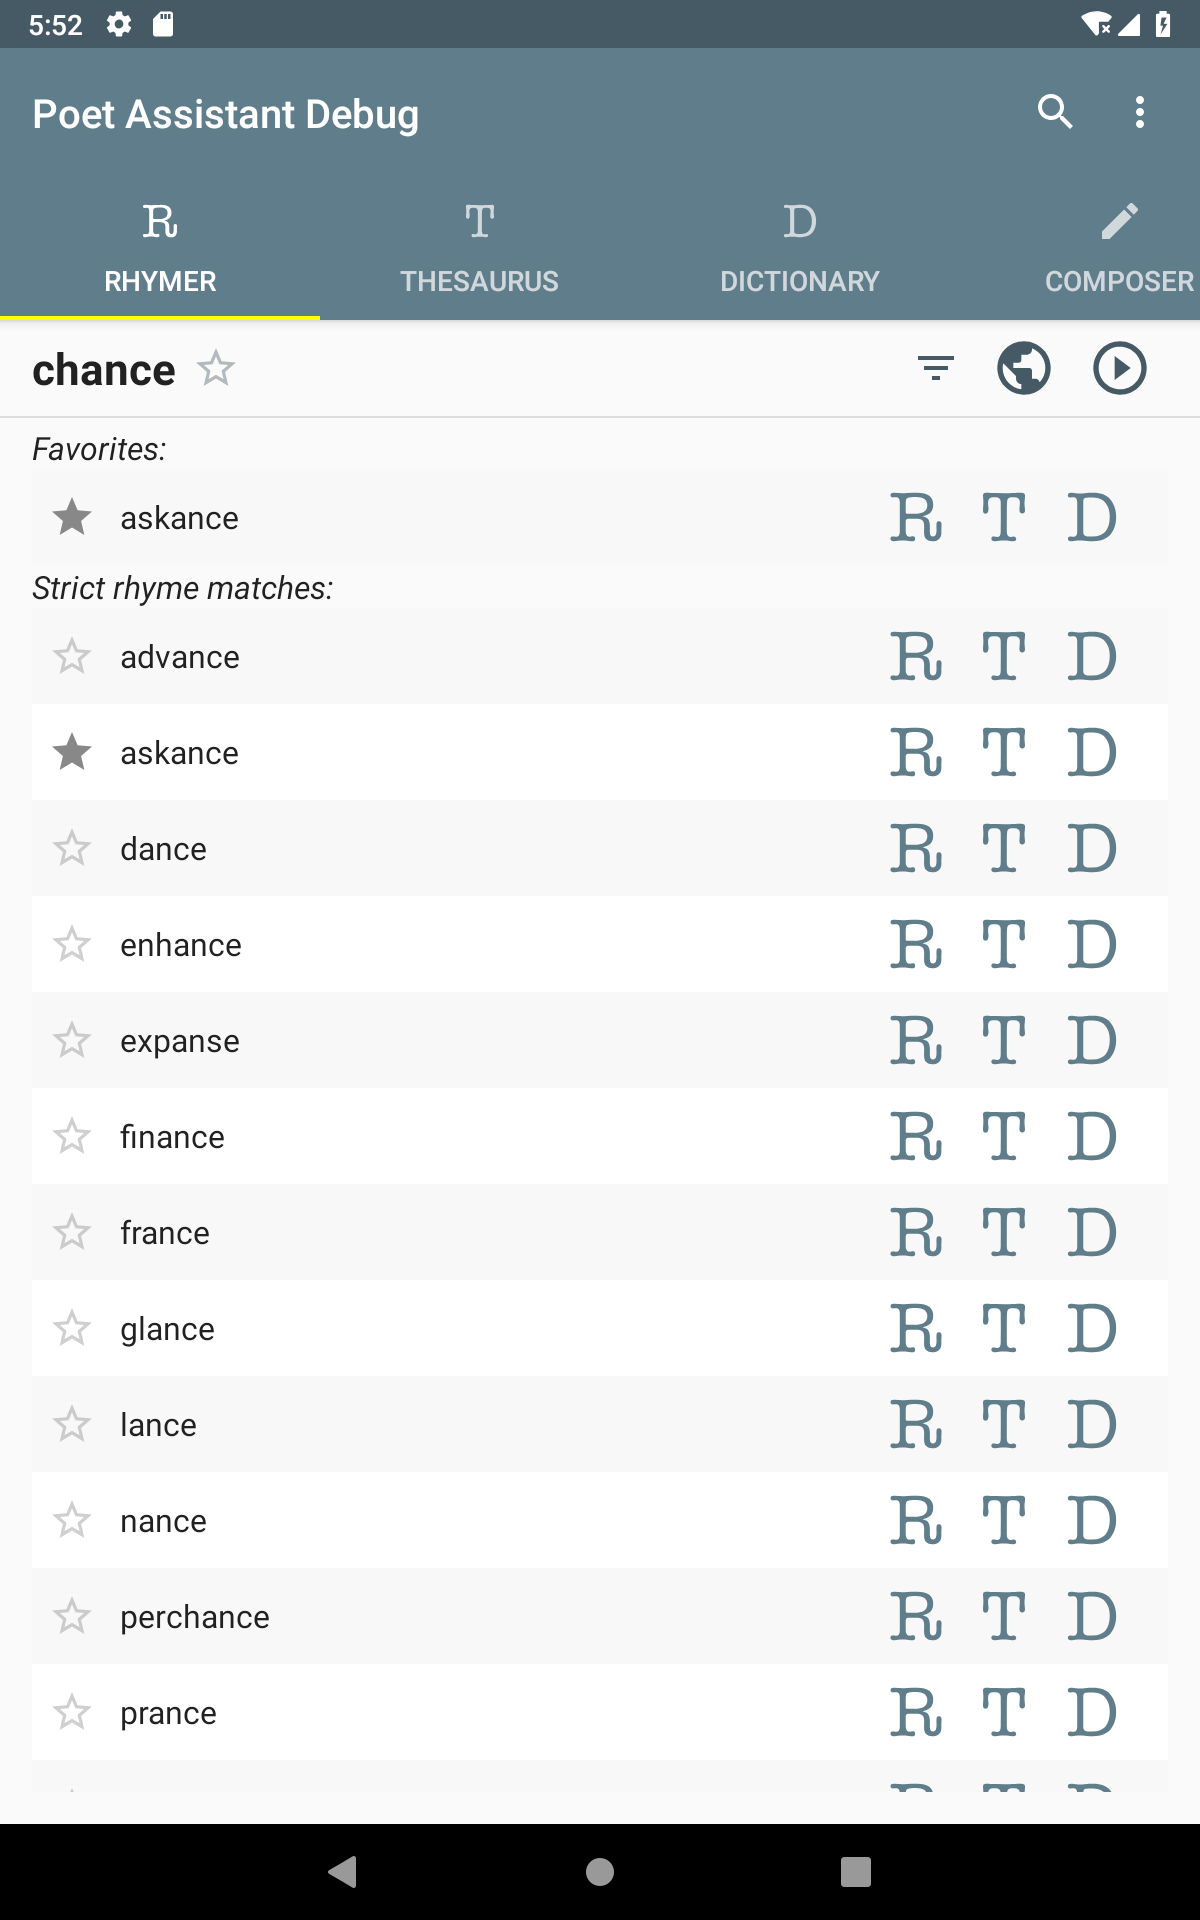 5:52
Poet Assistant Debug
R T D
RHYMER THESAURUS DICTIONARY COMPOSER
chance
Favorites:
askance R T D
Strict rhyme matches:
advance R T D
askance R T D
dance R T D
enhance R T D
expanse R T D
finance R T D
france R T D
glance R T D
lance R T D
nance R T D
perchance R T D
prance R T D
R T D